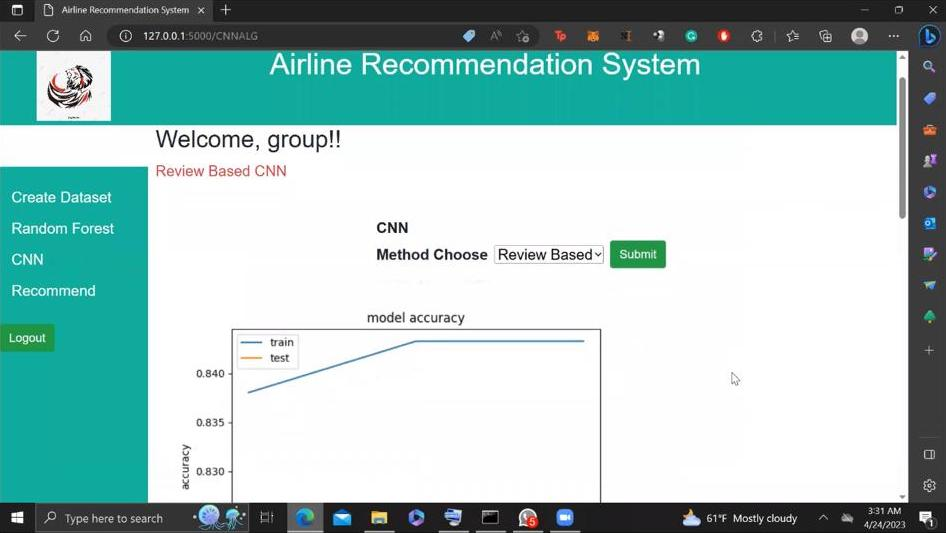 Airline Recommendation System
127.0.0.1:5000/CNNALG
Airline Recommendation System
Welcome, group!!
Review Based CNN
Create Dataset
Random Forest
CNN
Recommend
Logout
CNN
Method Choose Review Based Submit
model accuracy
train
test
0.840
0.835
0.830
accuracy
Type here to search
61°F Mostly cloudy
3:31 AM
4/24/2023